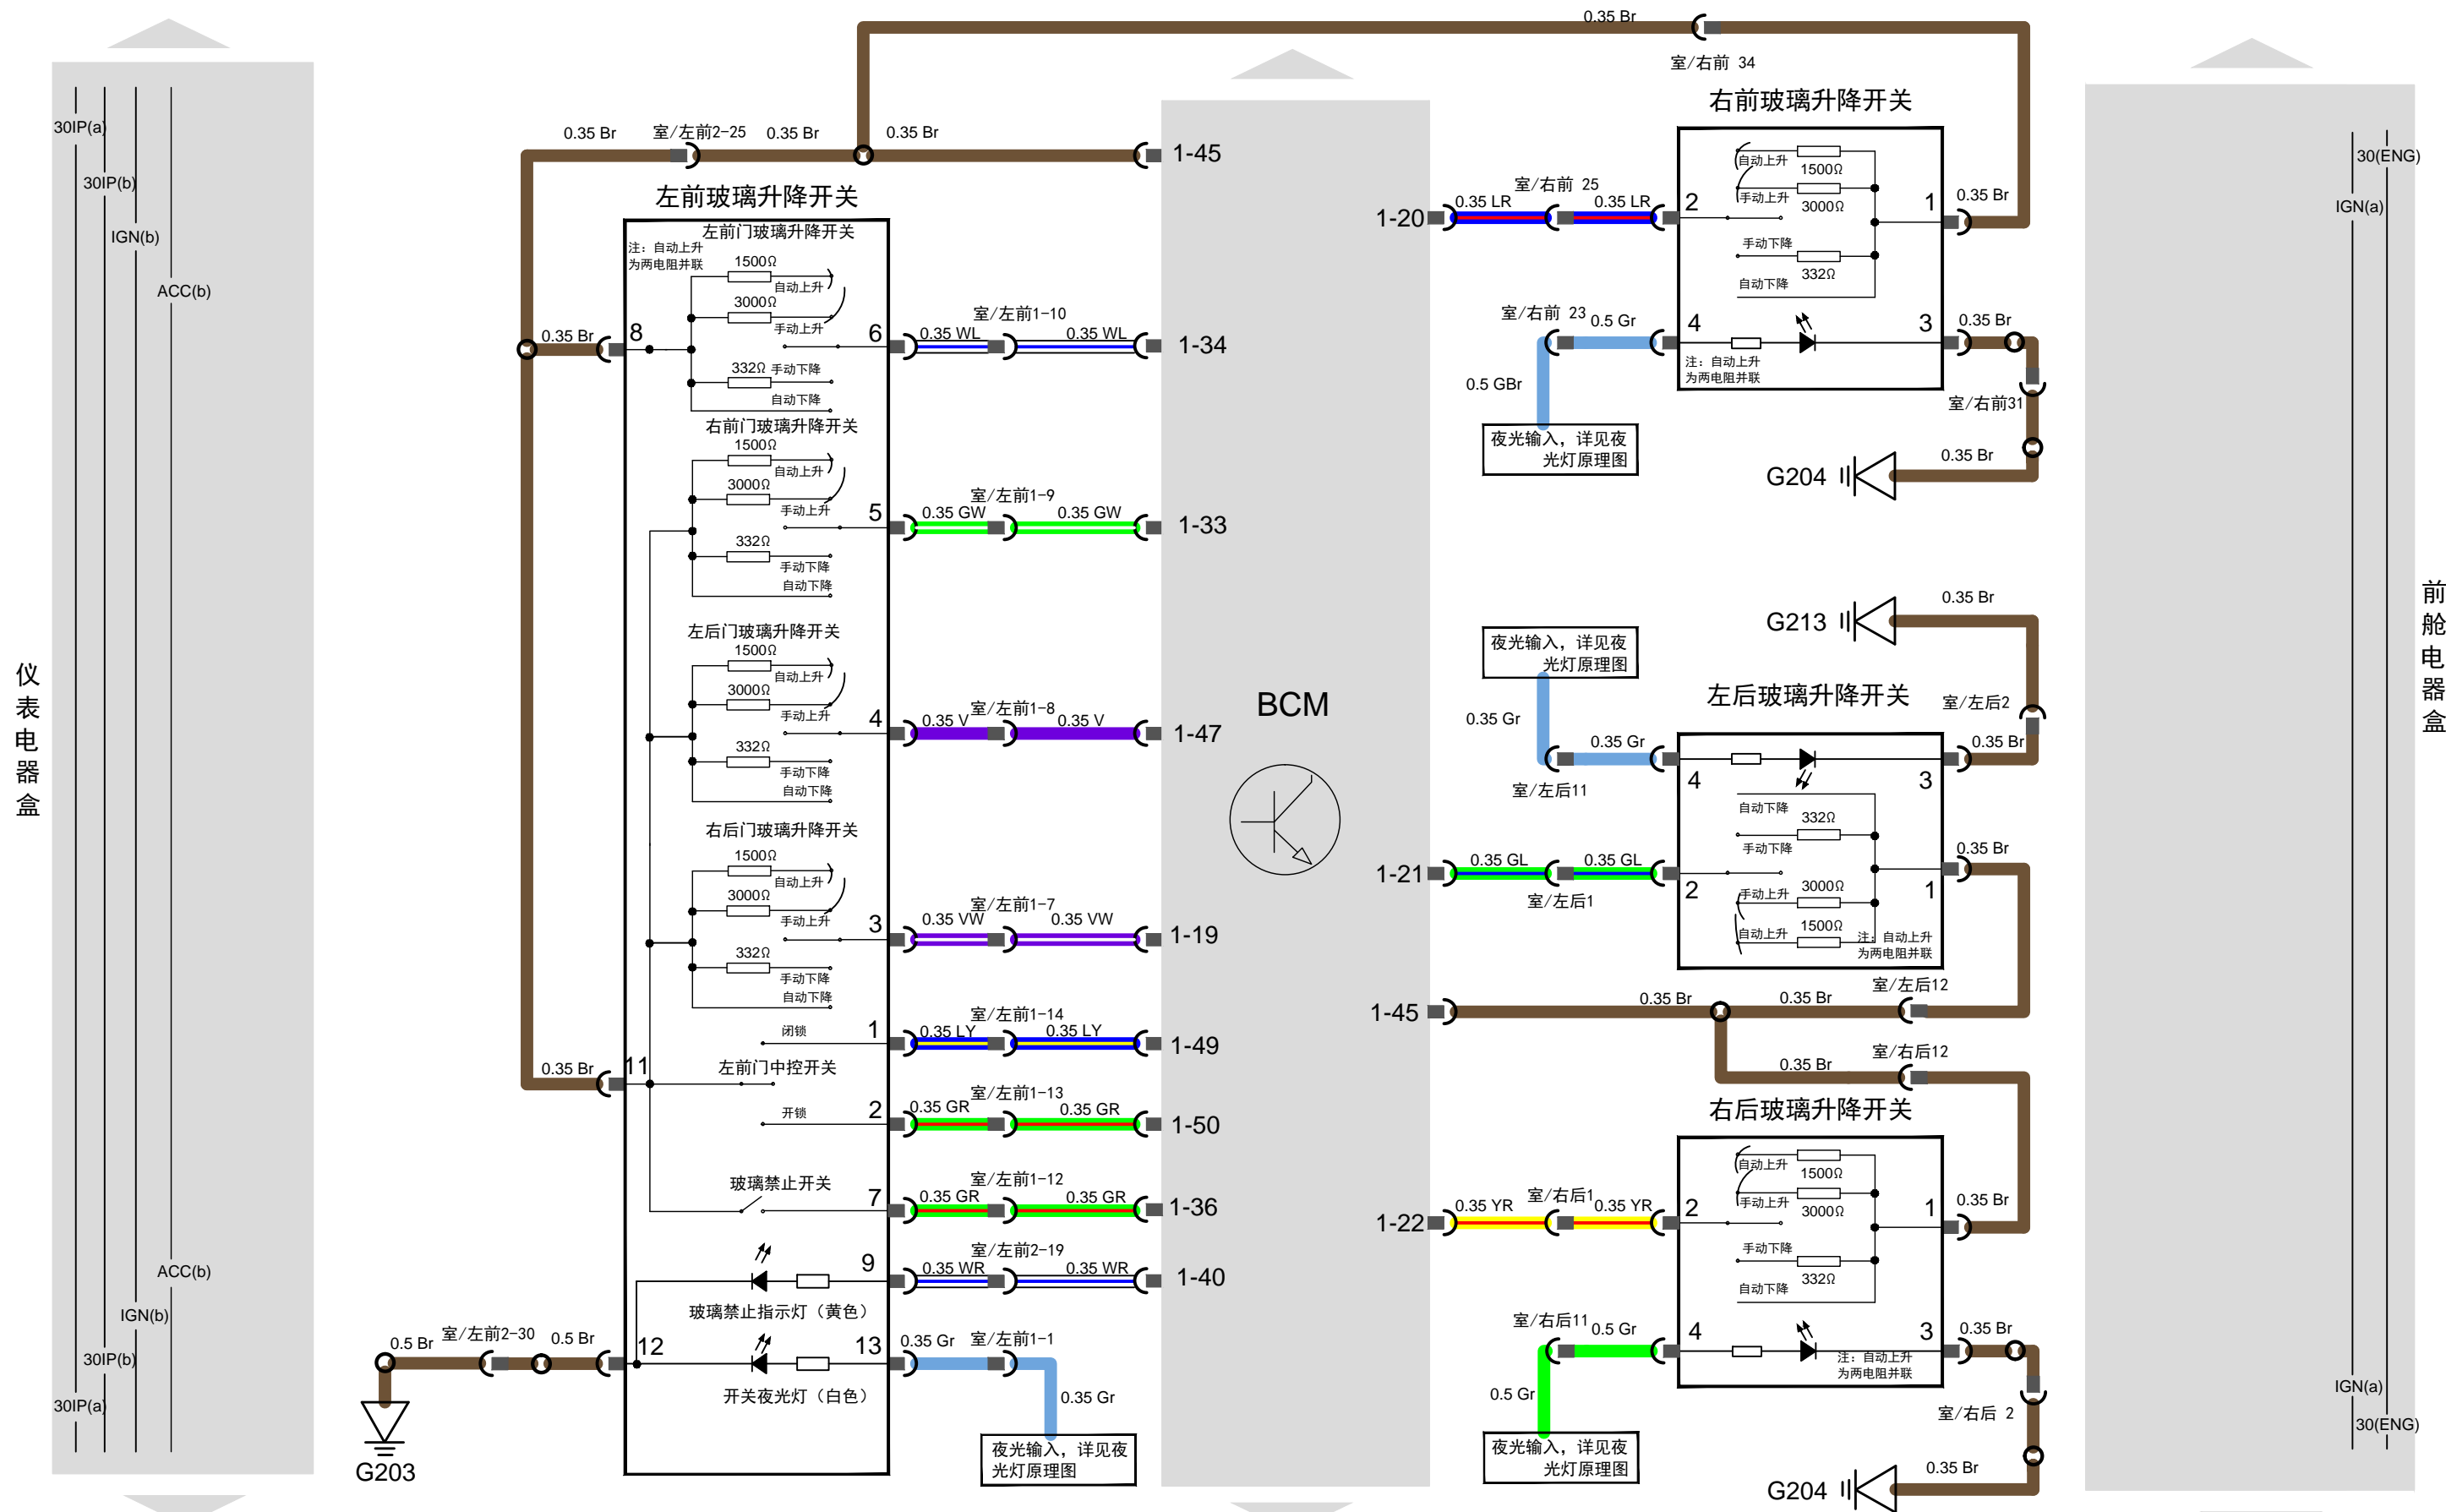 仪表电器盒
30IP(a)
30IP(b)
IGN(b)
ACC(b)
ACC(b)
IGN(b)
30IP(b)
30IP(a)
0.35 Br
室/右前 34
0.35 Br
室/左前2-25
0.35 Br
0.35 Br
1-45
左前玻璃升降开关
左前门玻璃升降开关
注: 自动上升
为两电阻并联
1500Ω
自动上升
3000Ω
手动上升
332Ω
手动下降
自动下降
0.35 Br
8
6
0.35 WL
室/左前1-10
0.35 WL
1-34
右前门玻璃升降开关
1500Ω
自动上升
3000Ω
手动上升
332Ω
手动下降
自动下降
5
0.35 GW
室/左前1-9
0.35 GW
1-33
左后门玻璃升降开关
1500Ω
自动上升
3000Ω
手动上升
332Ω
手动下降
自动下降
4
0.35 V
室/左前1-8
0.35 V
1-47
右后门玻璃升降开关
1500Ω
自动上升
3000Ω
手动上升
332Ω
手动下降
自动下降
3
0.35 VW
室/左前1-7
0.35 VW
1-19
闭锁
1
0.35 LY
室/左前1-14
0.35 LY
1-49
0.35 Br
11
左前门中控开关
开锁
2
0.35 GR
室/左前1-13
0.35 GR
1-50
玻璃禁止开关
7
0.35 GR
室/左前1-12
0.35 GR
1-36
9
0.35 WR
室/左前2-19
0.35 WR
1-40
玻璃禁止指示灯（黄色）
0.5 Br
室/左前2-30
0.5 Br
12
13
0.35 Gr
室/左前1-1
开关夜光灯（白色）
0.35 Gr
G203
夜光输入, 详见夜
光灯原理图
BCM
右前玻璃升降开关
1-20
0.35 LR
室/右前 25
0.35 LR
2
自动上升
1500Ω
手动上升
3000Ω
手动下降
332Ω
自动下降
1
0.35 Br
室/右前 23
0.5 Gr
4
3
0.35 Br
注: 自动上升
为两电阻并联
0.5 GBr
室/右前31
夜光输入, 详见夜
光灯原理图
G204
0.35 Br
G213
0.35 Br
夜光输入, 详见夜
光灯原理图
左后玻璃升降开关
室/左后2
0.35 Gr
0.35 Gr
0.35 Br
室/左后11
4
3
自动下降
332Ω
手动下降
1-21
0.35 GL
0.35 GL
室/左后1
2
1
0.35 Br
3000Ω
手动上升
1500Ω
自动上升
注: 自动上升
为两电阻并联
1-45
0.35 Br
0.35 Br
室/左后12
0.35 Br
室/右后12
右后玻璃升降开关
1-22
0.35 YR
室/右后1
0.35 YR
2
自动上升
1500Ω
手动上升
3000Ω
手动下降
332Ω
自动下降
1
0.35 Br
室/右后11
0.5 Gr
4
3
0.35 Br
注: 自动上升
为两电阻并联
0.5 Gr
室/右后 2
夜光输入, 详见夜
光灯原理图
G204
0.35 Br
30(ENG)
IGN(a)
IGN(a)
30(ENG)
前舱电器盒